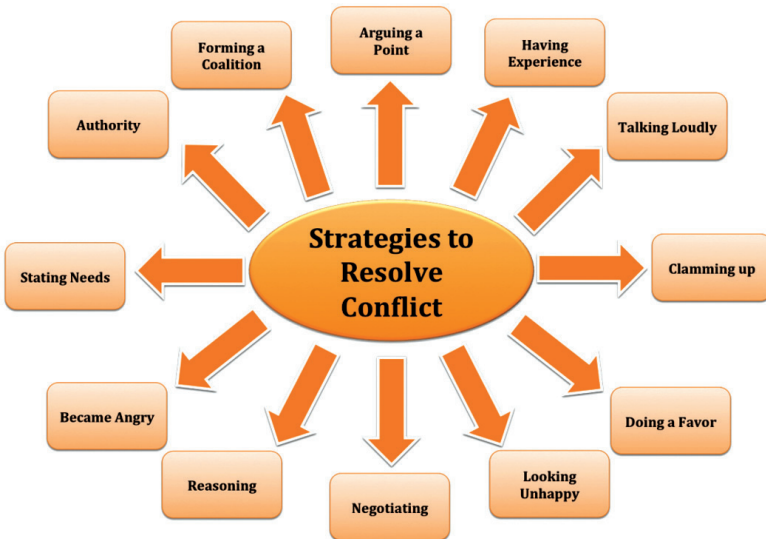 Arguing a
Point
Having
Experience
Forming a
Coalition
Authority
Talking Loudly
Strategies to
Resolve
Conflict
Stating Needs
Clamming up
Became Angry
Doing a Favor
Reasoning
Negotiating
Looking
Unhappy